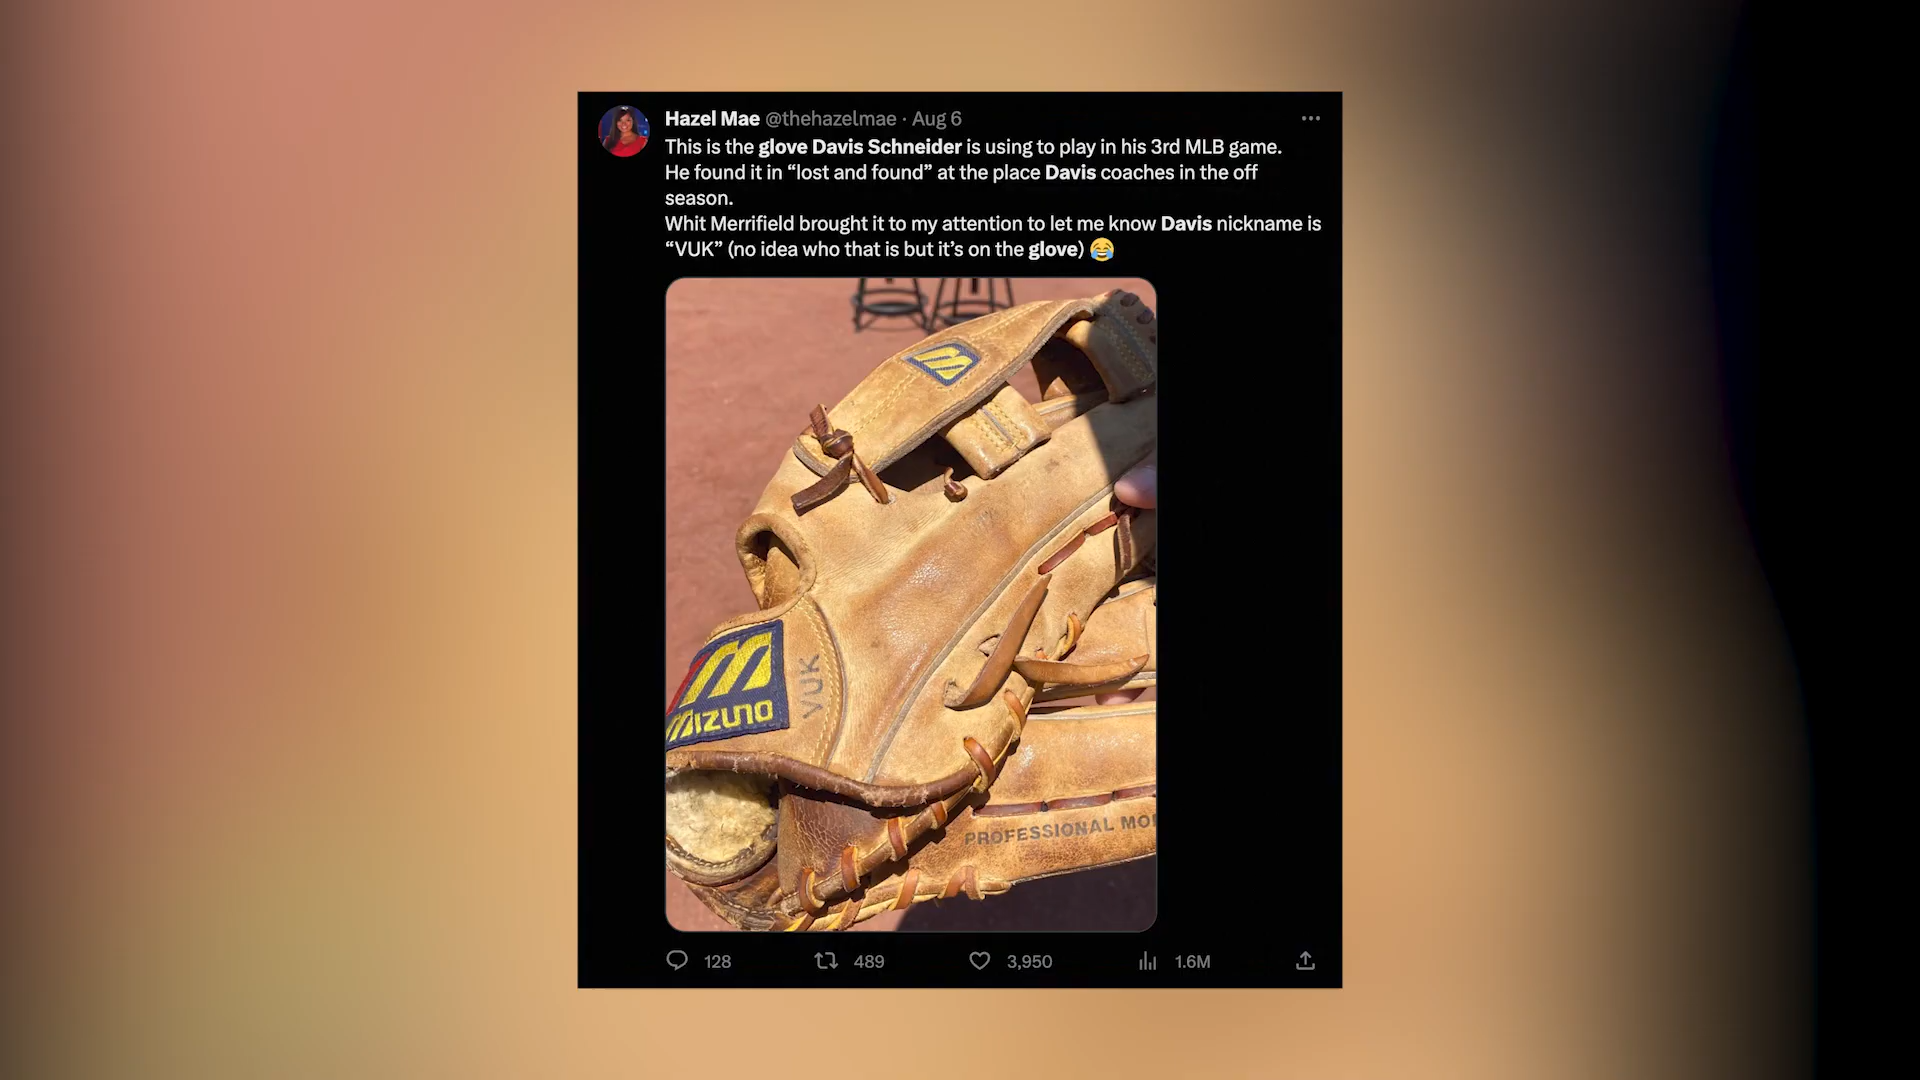 Hazel Mae @thehazelmae · Aug 6
This is the glove Davis Schneider is using to play in his 3rd MLB game.
He found it in “lost and found” at the place Davis coaches in the off
season.
Whit Merrifield brought it to my attention to let me know Davis nickname is
“VUK” (no idea who that is but it’s on the glove) 😂
VUK
MIZUNO
PROFESSIONAL MO
128 489 3,950 1.6M